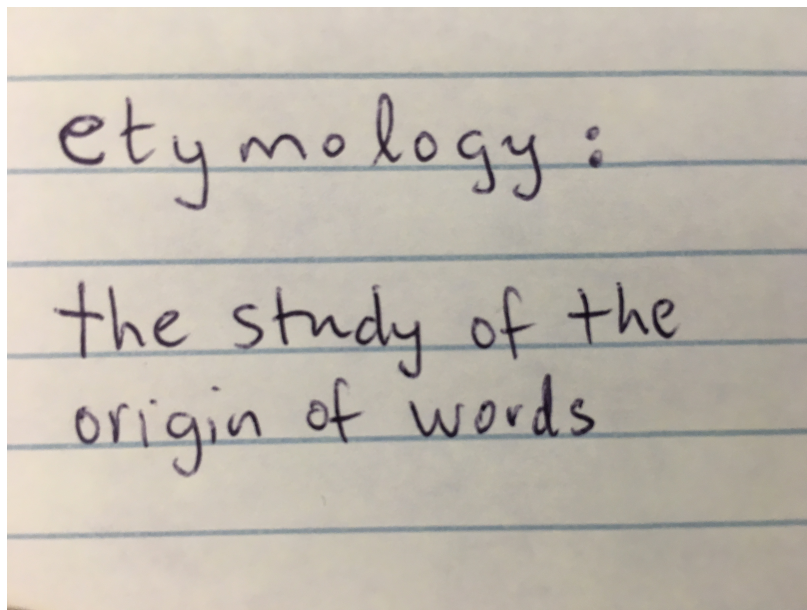 etymology:
the study of the
origin of words